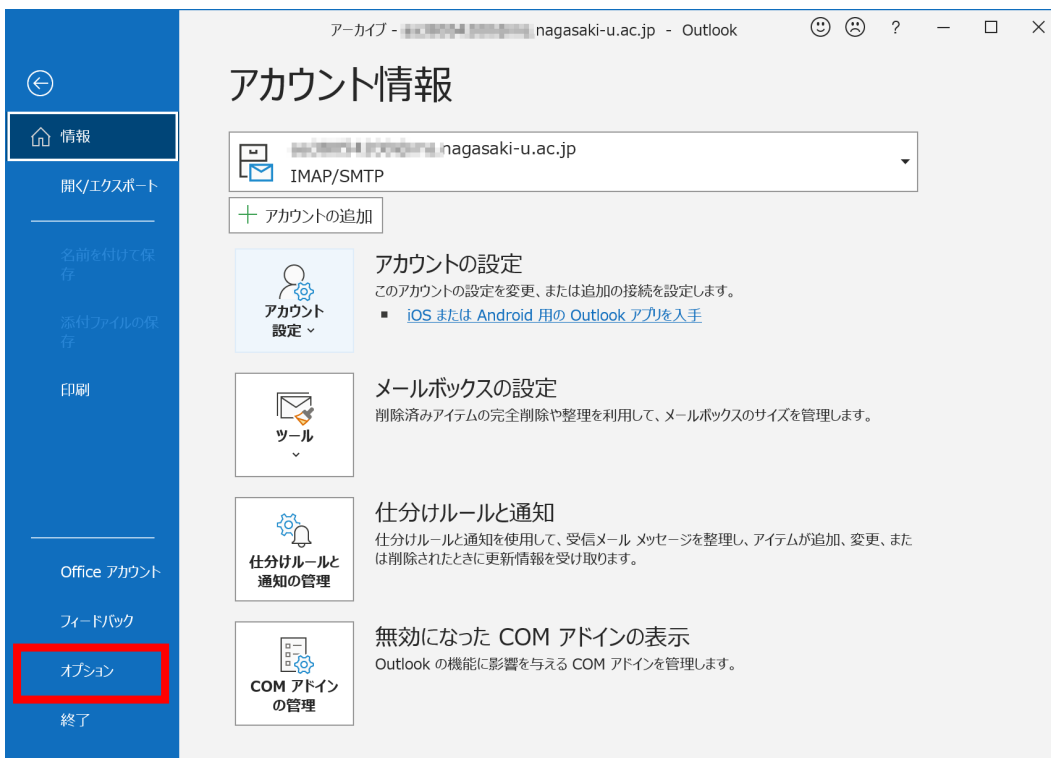 アーカイブ - nagasaki-u.ac.jp - Outlook
?
アカウント情報
情報
開く/エクスポート
名前を付けて保
存
添付ファイルの保
存
印刷
Office アカウント
フィードバック
オプション
終了
nagasaki-u.ac.jp
IMAP/SMTP
アカウントの追加
アカウント
設定
アカウントの設定
このアカウントの設定を変更、または追加の接続を設定します。
iOS または Android 用の Outlook アプリを入手
ツール
メールボックスの設定
削除済みアイテムの完全削除や整理を利用して、メールボックスのサイズを管理します。
仕分けルールと
通知の管理
仕分けルールと通知
仕分けルールと通知を使用して、受信メール メッセージを整理し、アイテムが追加、変更、また
は削除されたときに更新情報を受け取ります。
COM アドイン
の管理
無効になった COM アドインの表示
Outlook の機能に影響を与える COM アドインを管理します。